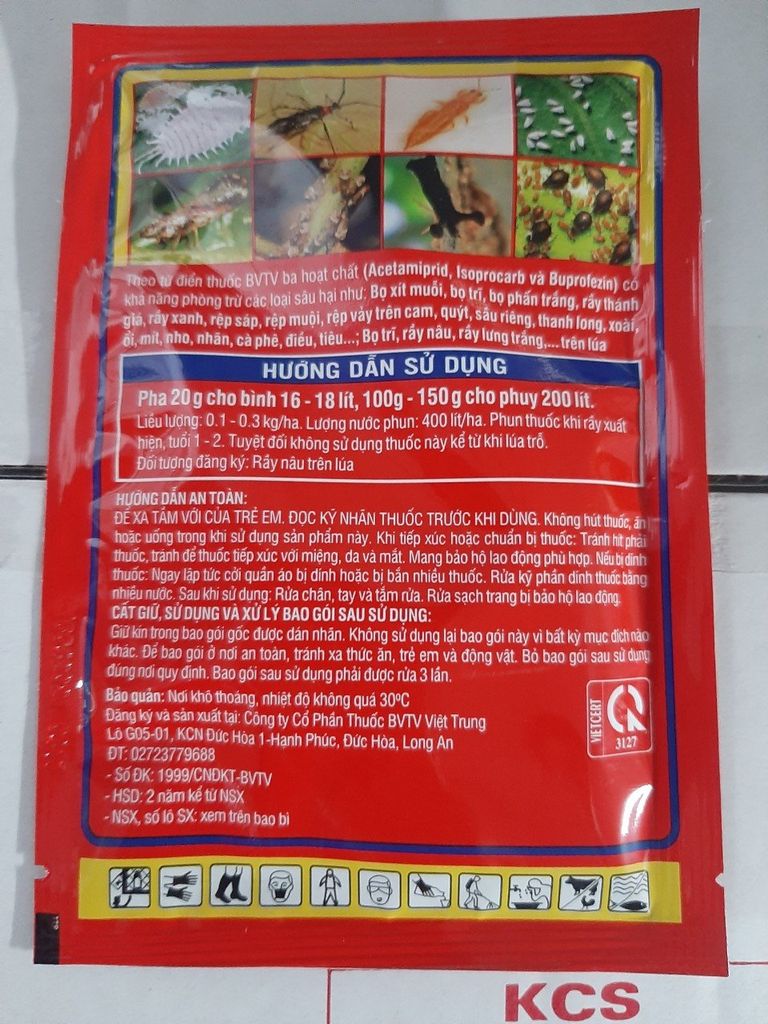 Theo từ điển thuốc BVTV ba hoạt chất (Acetamiprid, Isoprocarb và Buprofezin) có
khả năng phòng trừ các loại sâu hại như: Bọ xít muỗi, bọ trĩ, bọ phấn trắng, rầy thánh
giá, rầy xanh, rệp sáp, rệp muội, rệp vảy trên cam, quýt, sầu riêng, thanh long, xoài,
ổi, mít, nho, nhãn, cà phê, điều, tiêu...; Bọ trĩ, rầy nâu, rầy lưng trắng,... trên lúa
HƯỚNG DẪN SỬ DỤNG
Pha 20 g cho bình 16 - 18 lít, 100g - 150 g cho phuy 200 lít.
Liều lượng: 0.1 - 0.3 kg/ha. Lượng nước phun: 400 lít/ha. Phun thuốc khi rầy xuất
hiện, tuổi 1 - 2. Tuyệt đối không sử dụng thuốc này kể từ khi lúa trỗ.
Đối tượng đăng ký: Rầy nâu trên lúa
HƯỚNG DẪN AN TOÀN:
ĐỂ XA TẦM VỚI CỦA TRẺ EM. ĐỌC KỸ NHÃN THUỐC TRƯỚC KHI DÙNG. Không hút thuốc, ăn
hoặc uống trong khi sử dụng sản phẩm này. Khi tiếp xúc hoặc chuẩn bị thuốc: Tránh hít phải
thuốc, tránh để thuốc tiếp xúc với miệng, da và mắt. Mang bảo hộ lao động phù hợp. Nếu bị dính
thuốc: Ngay lập tức cởi quần áo bị dính hoặc bị bắn nhiều thuốc. Rửa kỹ phần dính thuốc bằng
nhiều nước. Sau khi sử dụng: Rửa chân, tay và tắm rửa. Rửa sạch trang bị bảo hộ lao động.
CẤT GIỮ, SỬ DỤNG VÀ XỬ LÝ BAO GÓI SAU SỬ DỤNG:
Giữ kín trong bao gói gốc được dán nhãn. Không sử dụng lại bao gói này vì bất kỳ mục đích nào
khác. Để bao gói ở nơi an toàn, tránh xa thức ăn, trẻ em và động vật. Bỏ bao gói sau sử dụng
đúng nơi quy định. Bao gói sau sử dụng phải được rửa 3 lần.
Bảo quản: Nơi khô thoáng, nhiệt độ không quá 30ºC
Đăng ký và sản xuất tại: Công ty Cổ Phần Thuốc BVTV Việt Trung
Lô G05-01, KCN Đức Hòa 1-Hạnh Phúc, Đức Hòa, Long An
ĐT: 02723779688
- Số ĐK: 1999/CNĐKT-BVTV
- HSD: 2 năm kể từ NSX
- NSX, số lô SX: xem trên bao bì
VIETCERT
3127
KCS